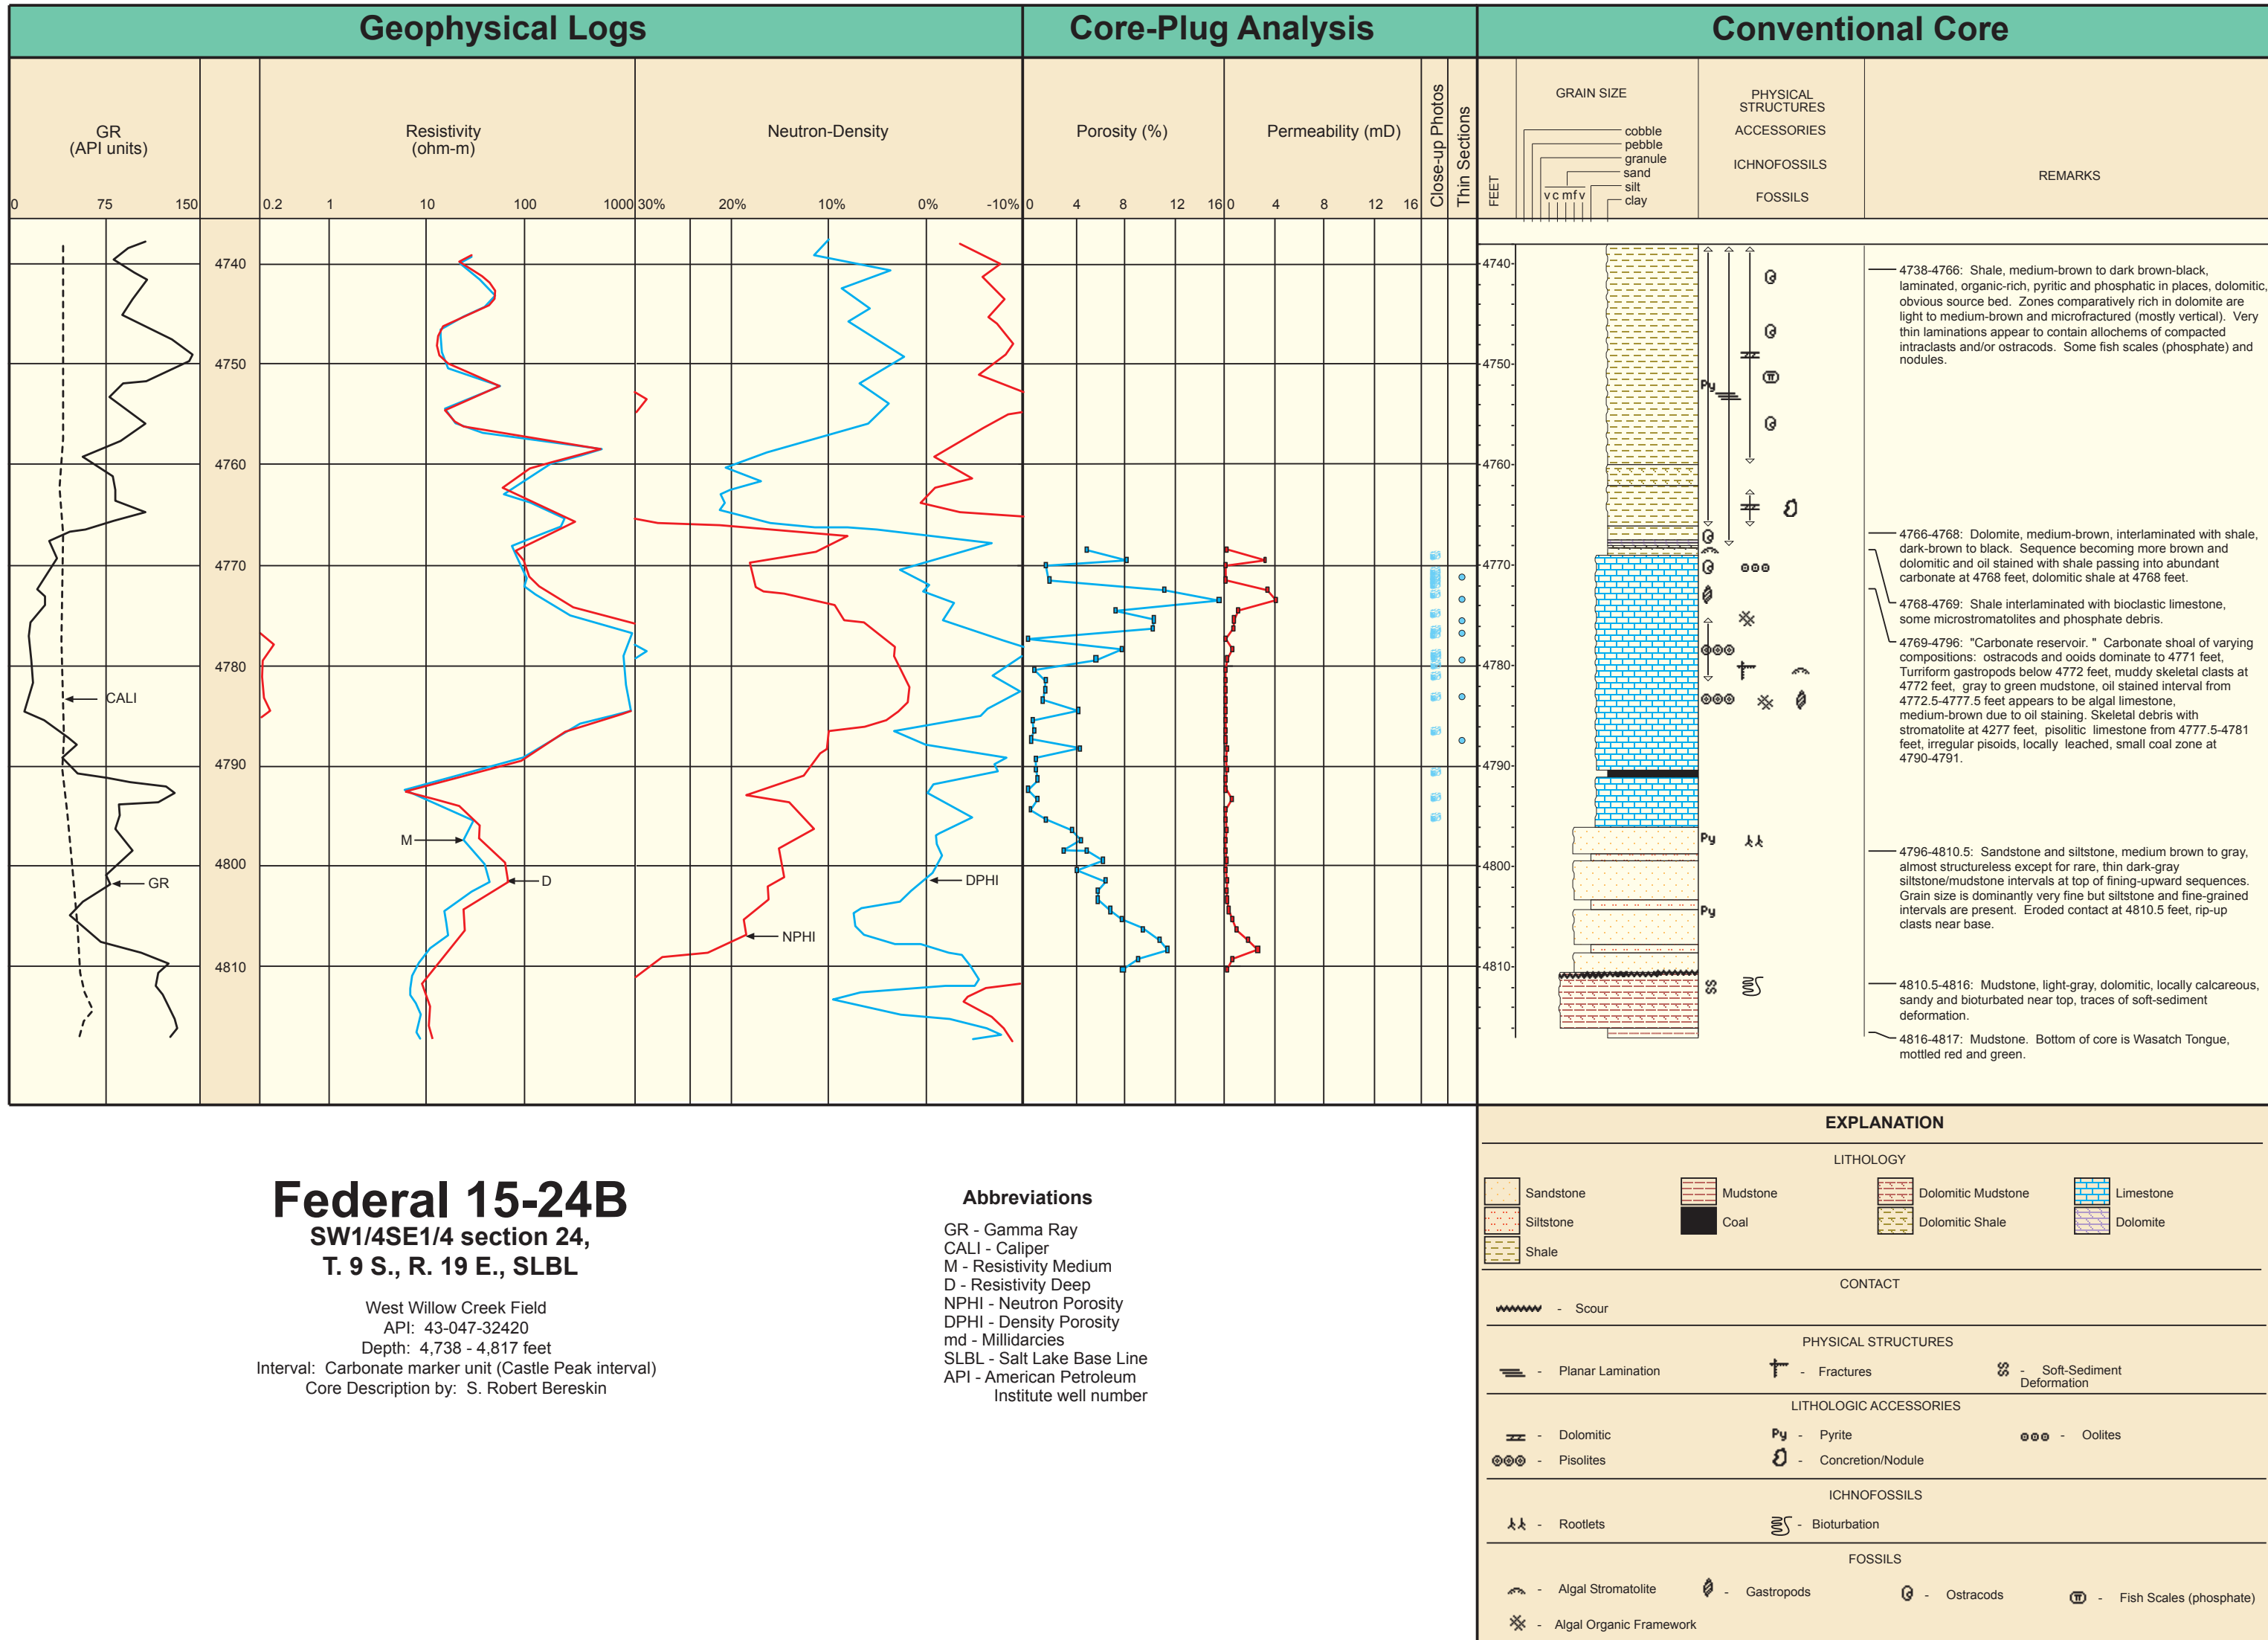 Geophysical Logs
Core-Plug Analysis
Conventional Core
GR
(API units)
0 75 150
Resistivity
(ohm-m)
0.2 1 10 100 1000
Neutron-Density
30% 20% 10% 0% -10%
Porosity (%)
0 4 8 12 16
Permeability (mD)
0 4 8 12 16
Close-up Photos
Thin Sections
FEET
GRAIN SIZE
cobble
pebble
granule
sand
silt
v c m f v
clay
PHYSICAL
STRUCTURES
ACCESSORIES
ICHNOFOSSILS
FOSSILS
REMARKS
4740
4750
4760
4770
4780
4790
4800
4810
CALI
GR
M
D
DPHI
NPHI
4740
4750
4760
4770
4780
4790
4800
4810
Py
Py
Py
4738-4766: Shale, medium-brown to dark brown-black,
laminated, organic-rich, pyritic and phosphatic in places, dolomitic,
obvious source bed. Zones comparatively rich in dolomite are
light to medium-brown and microfractured (mostly vertical). Very
thin laminations appear to contain allochems of compacted
intraclasts and/or ostracods. Some fish scales (phosphate) and
nodules.
4766-4768: Dolomite, medium-brown, interlaminated with shale,
dark-brown to black. Sequence becoming more brown and
dolomitic and oil stained with shale passing into abundant
carbonate at 4768 feet, dolomitic shale at 4768 feet.
4768-4769: Shale interlaminated with bioclastic limestone,
some microstromatolites and phosphate debris.
4769-4796: "Carbonate reservoir. " Carbonate shoal of varying
compositions: ostracods and ooids dominate to 4771 feet,
Turriform gastropods below 4772 feet, muddy skeletal clasts at
4772 feet, gray to green mudstone, oil stained interval from
4772.5-4777.5 feet appears to be algal limestone,
medium-brown due to oil staining. Skeletal debris with
stromatolite at 4277 feet, pisolitic limestone from 4777.5-4781
feet, irregular pisoids, locally leached, small coal zone at
4790-4791.
4796-4810.5: Sandstone and siltstone, medium brown to gray,
almost structureless except for rare, thin dark-gray
siltstone/mudstone intervals at top of fining-upward sequences.
Grain size is dominantly very fine but siltstone and fine-grained
intervals are present. Eroded contact at 4810.5 feet, rip-up
clasts near base.
4810.5-4816: Mudstone, light-gray, dolomitic, locally calcareous,
sandy and bioturbated near top, traces of soft-sediment
deformation.
4816-4817: Mudstone. Bottom of core is Wasatch Tongue,
mottled red and green.
Federal 15-24B
SW1/4SE1/4 section 24,
T. 9 S., R. 19 E., SLBL
West Willow Creek Field
API: 43-047-32420
Depth: 4,738 - 4,817 feet
Interval: Carbonate marker unit (Castle Peak interval)
Core Description by: S. Robert Bereskin
Abbreviations
GR - Gamma Ray
CALI - Caliper
M - Resistivity Medium
D - Resistivity Deep
NPHI - Neutron Porosity
DPHI - Density Porosity
md - Millidarcies
SLBL - Salt Lake Base Line
API - American Petroleum
Institute well number
EXPLANATION
LITHOLOGY
Sandstone
Mudstone
Dolomitic Mudstone
Limestone
Siltstone
Coal
Dolomitic Shale
Dolomite
Shale
CONTACT
- Scour
PHYSICAL STRUCTURES
- Planar Lamination
- Fractures
- Soft-Sediment
Deformation
LITHOLOGIC ACCESSORIES
- Dolomitic
Py - Pyrite
- Oolites
- Pisolites
- Concretion/Nodule
ICHNOFOSSILS
- Rootlets
- Bioturbation
FOSSILS
- Algal Stromatolite
- Gastropods
- Ostracods
- Fish Scales (phosphate)
- Algal Organic Framework